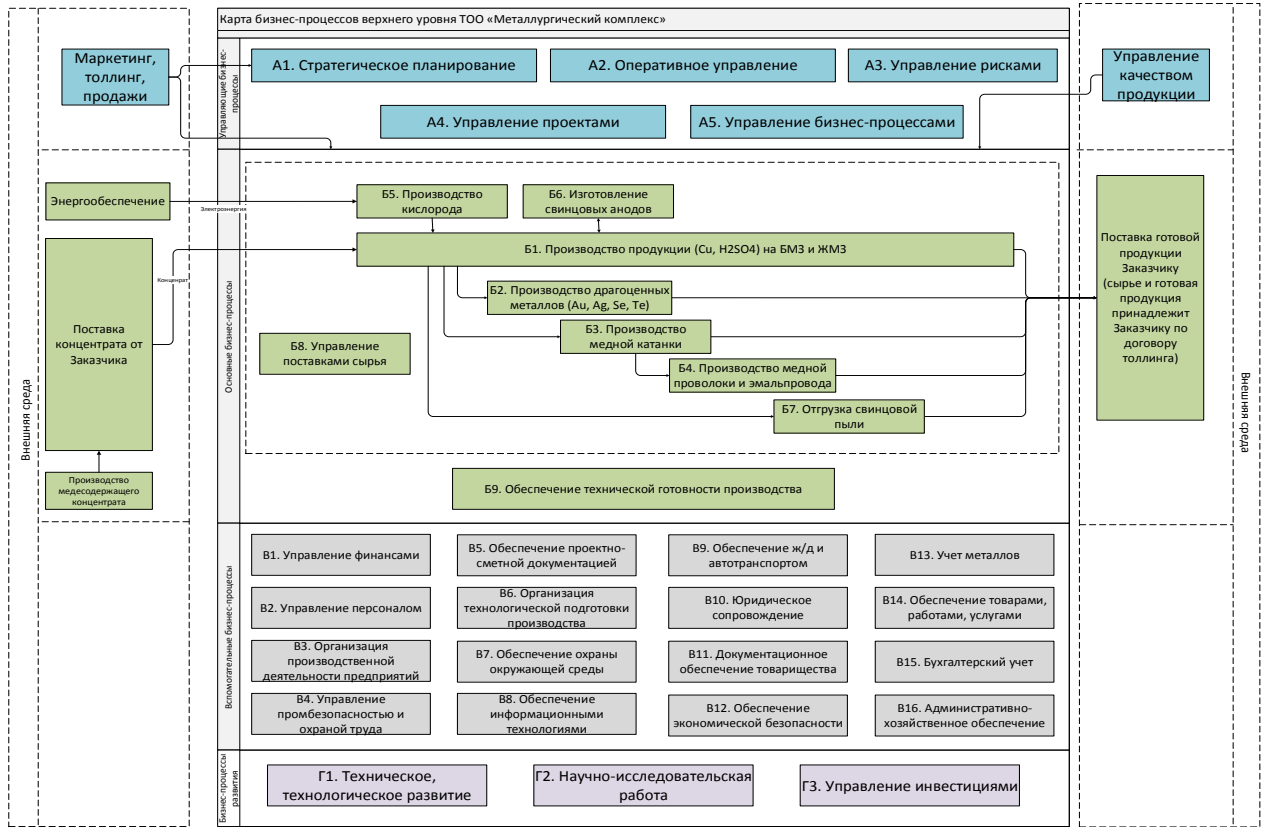 Карта бизнес-процессов верхнего уровня ТОО «Металлургический комплекс»
Внешняя среда
Маркетинг,
толлинг,
продажи
Управляющие бизнес-
процессы
А1. Стратегическое планирование
А2. Оперативное управление
А3. Управление рисками
А4. Управление проектами
А5. Управление бизнес-процессами
Управление
качеством
продукции
Энергообеспечение
Электроэнергия
Поставка
концентрата от
Заказчика
Концентрат
Производство
медесодержащего
концентрата
Основные бизнес-процессы
Б5. Производство
кислорода
Б6. Изготовление
свинцовых анодов
Б1. Производство продукции (Cu, H2SO4) на БМЗ и ЖМЗ
Б2. Производство драгоценных
металлов (Au, Ag, Se, Te)
Б3. Производство
медной катанки
Б8. Управление
поставками сырья
Б4. Производство медной
проволоки и эмальпровода
Б7. Отгрузка свинцовой
пыли
Б9. Обеспечение технической готовности производства
Поставка готовой
продукции
Заказчику
(сырье и готовая
продукция
принадлежит
Заказчику по
договору
толлинга)
Внешняя среда
Вспомогательные бизнес-процессы
В1. Управление финансами
В5. Обеспечение проектно-
сметной документацией
В9. Обеспечение ж/д и
автотранспортом
В13. Учет металлов
В2. Управление персоналом
В6. Организация
технологической подготовки
производства
В10. Юридическое
сопровождение
В14. Обеспечение товарами,
работами, услугами
В3. Организация
производственной
деятельности предприятий
В7. Обеспечение охраны
окружающей среды
В11. Документационное
обеспечение товарищества
В15. Бухгалтерский учет
В4. Управление
промбезопасностью и
охраной труда
В8. Обеспечение
информационными
технологиями
В12. Обеспечение
экономической безопасности
В16. Административно-
хозяйственное обеспечение
Бизнес-процессы
развития
Г1. Техническое,
технологическое развитие
Г2. Научно-исследовательская
работа
Г3. Управление инвестициями